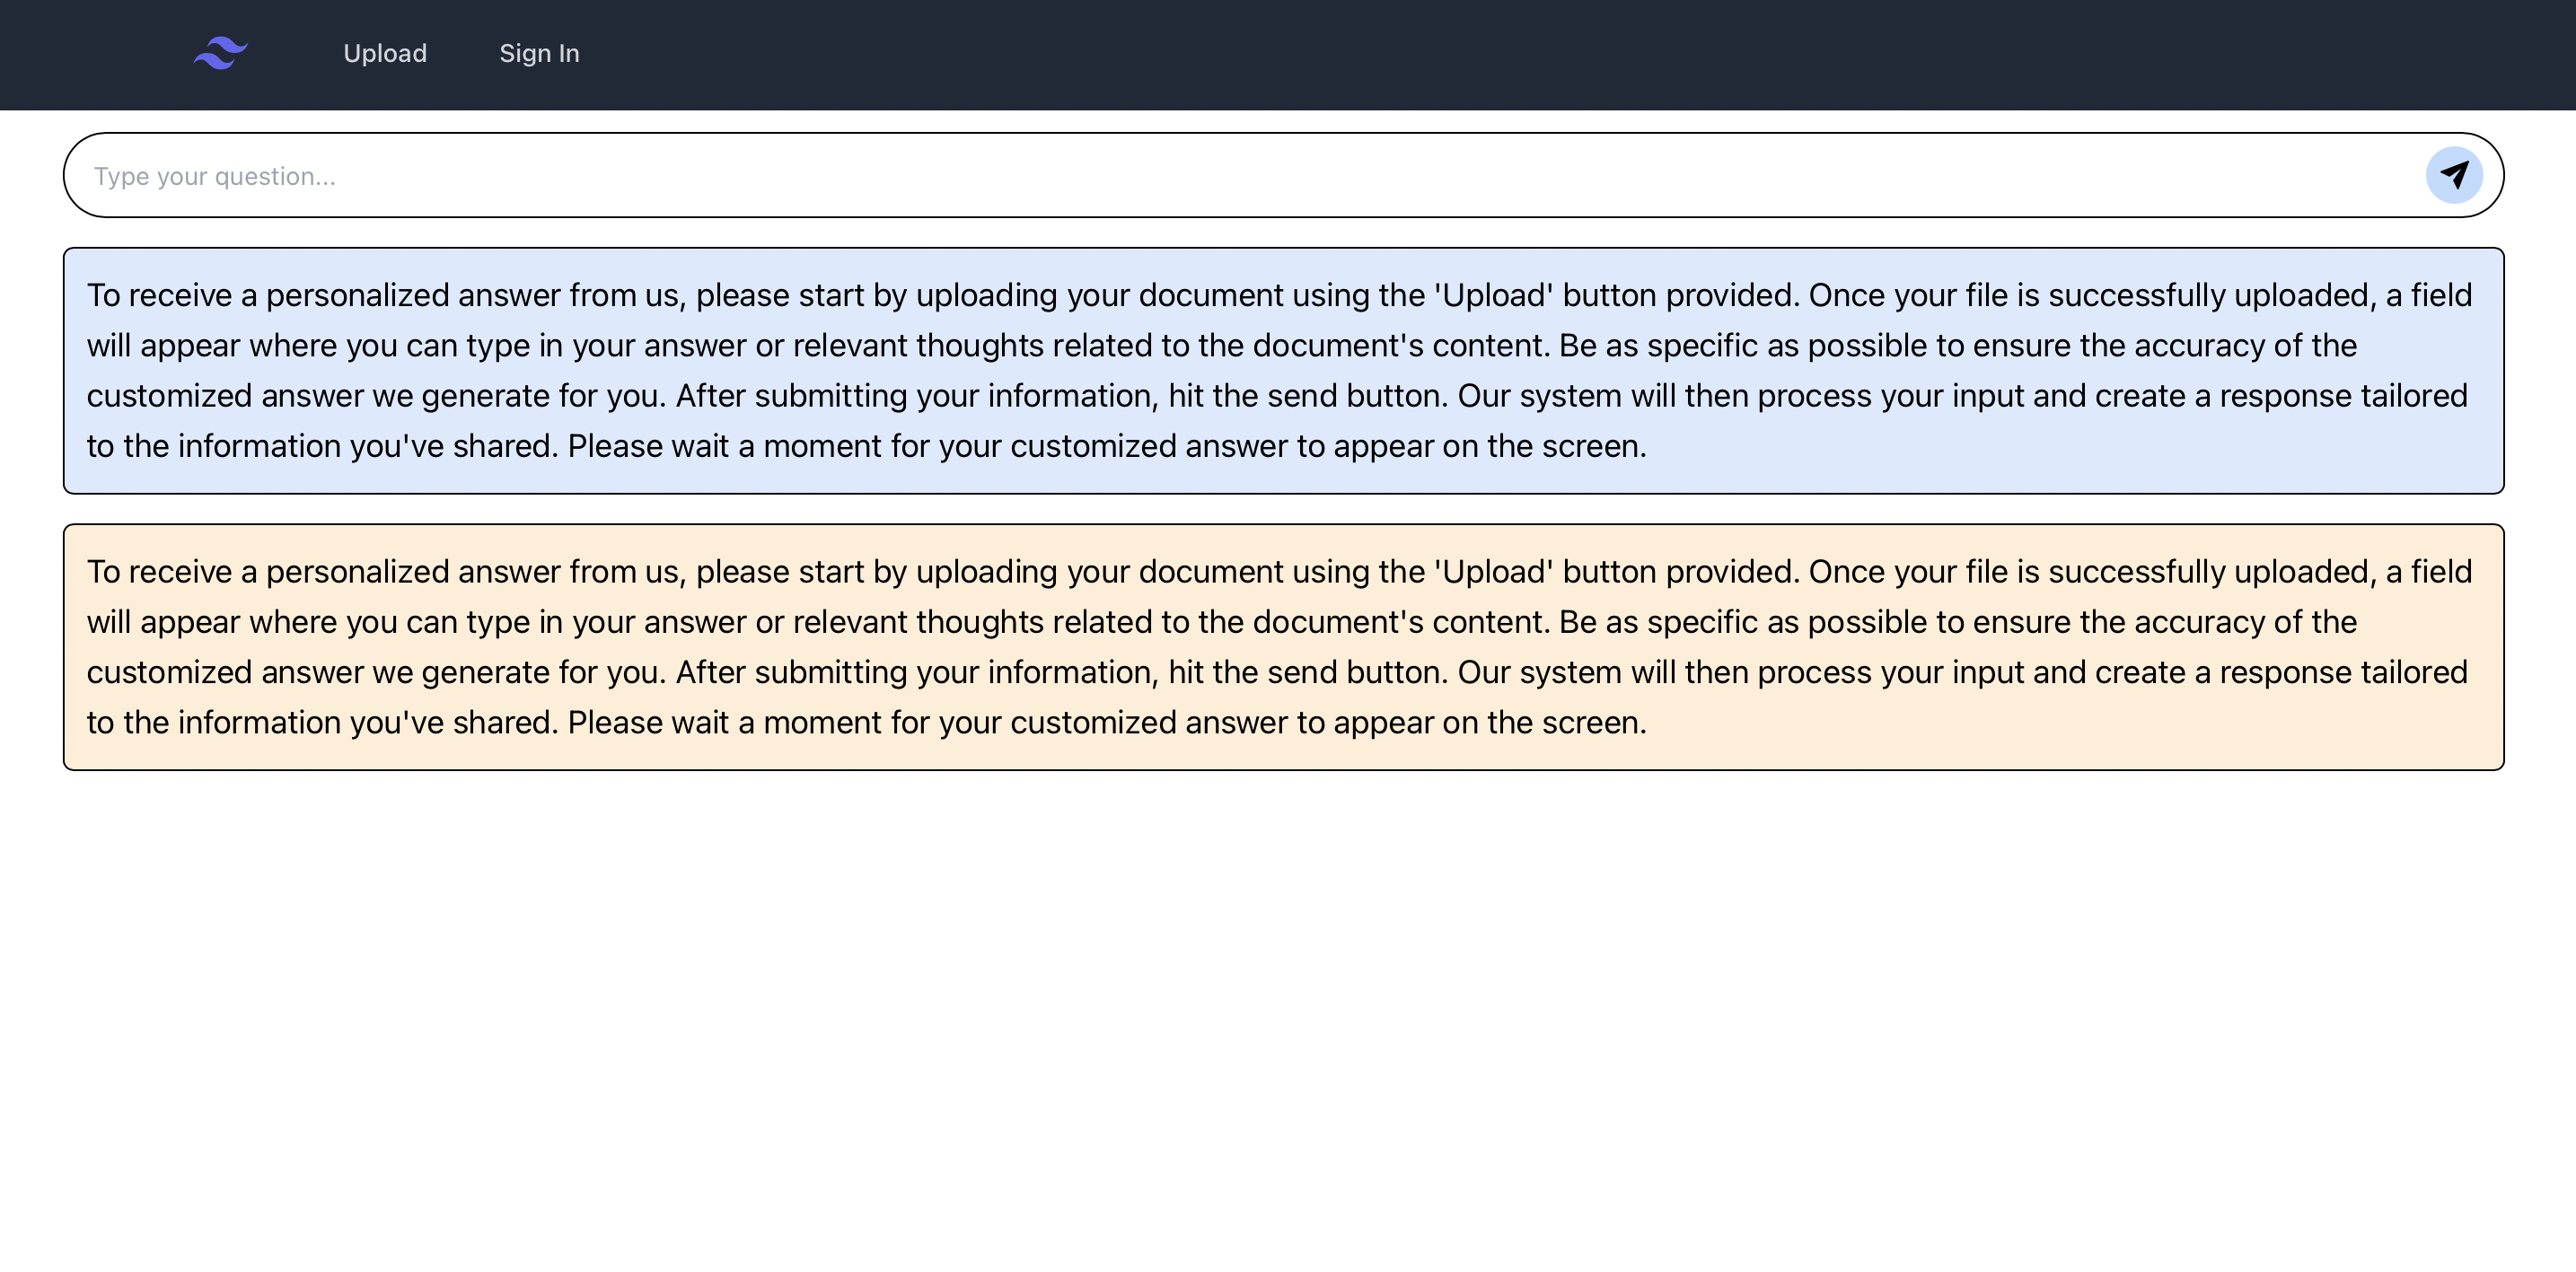 Upload
Sign In
Type your question...
To receive a personalized answer from us, please start by uploading your document using the 'Upload' button provided. Once your file is successfully uploaded, a field
will appear where you can type in your answer or relevant thoughts related to the document's content. Be as specific as possible to ensure the accuracy of the
customized answer we generate for you. After submitting your information, hit the send button. Our system will then process your input and create a response tailored
to the information you've shared. Please wait a moment for your customized answer to appear on the screen.
To receive a personalized answer from us, please start by uploading your document using the 'Upload' button provided. Once your file is successfully uploaded, a field
will appear where you can type in your answer or relevant thoughts related to the document's content. Be as specific as possible to ensure the accuracy of the
customized answer we generate for you. After submitting your information, hit the send button. Our system will then process your input and create a response tailored
to the information you've shared. Please wait a moment for your customized answer to appear on the screen.